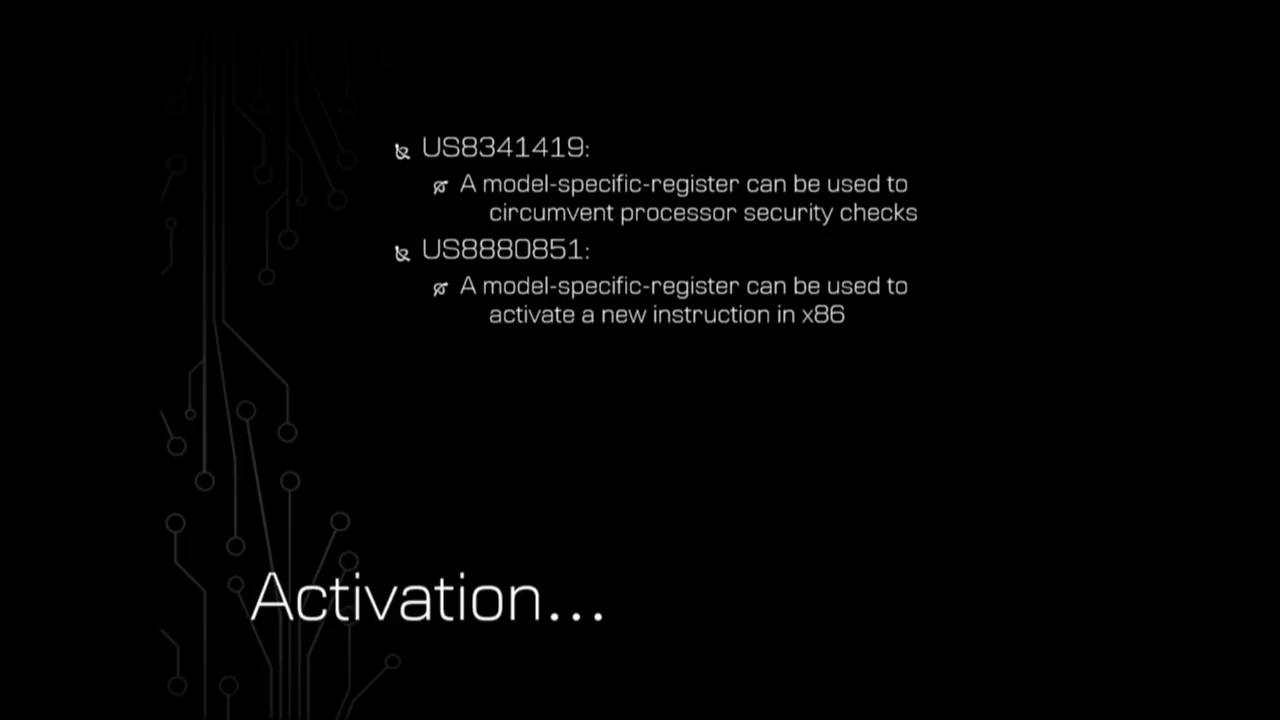 US8341419:
A model-specific-register can be used to
circumvent processor security checks
US8880851:
A model-specific-register can be used to
activate a new instruction in x86
Activation...